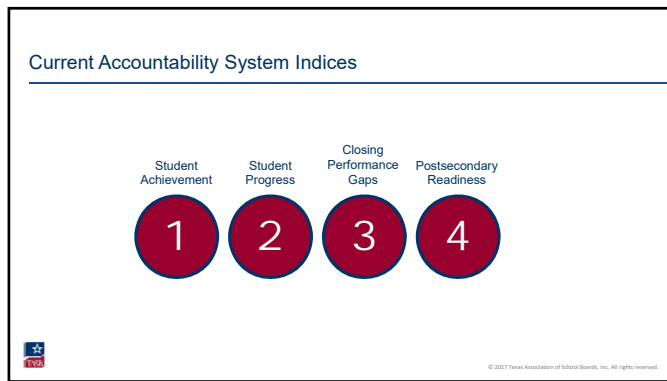 Current Accountability System Indices
Student
Achievement
Student
Progress
Closing
Performance
Gaps
Postsecondary
Readiness
1
2
3
4
TASB
© 2017 Texas Association of School Boards, Inc. All rights reserved.